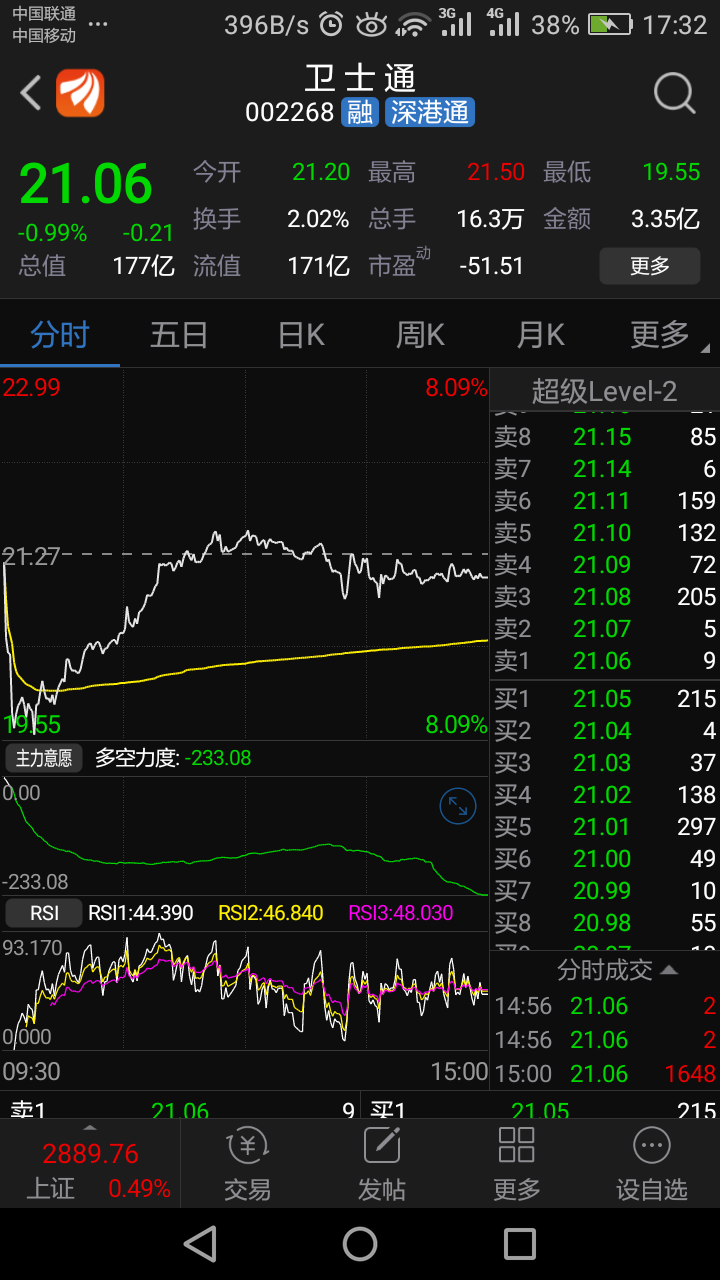 中国联通 ...
中国移动
396B/s 3G 4G 38% 17:32
卫士通
002268 融 深港通
21.06 今开 21.20 最高 21.50 最低 19.55
-0.99% -0.21 换手 2.02% 总手 16.3万 金额 3.35亿
总值 177亿 流值 171亿 市盈动 -51.51 更多
分时 五日 日K 周K 月K 更多
22.99 8.09%
21.27
19.55 8.09%
主力意愿 多空力度: -233.08
0.00
-233.08
RSI RSI1:44.390 RSI2:46.840 RSI3:48.030
93.170
0.000
09:30 15:00
超级Level-2
卖8 21.15 85
卖7 21.14 6
卖6 21.11 159
卖5 21.10 132
卖4 21.09 72
卖3 21.08 205
卖2 21.07 5
卖1 21.06 9
买1 21.05 215
买2 21.04 4
买3 21.03 37
买4 21.02 138
买5 21.01 297
买6 21.00 49
买7 20.99 10
买8 20.98 55
分时成交
14:56 21.06 2
14:56 21.06 2
15:00 21.06 1648
卖1 21.06 9 买1 21.05 215
2889.76
上证 0.49%
交易 发帖 更多 设自选